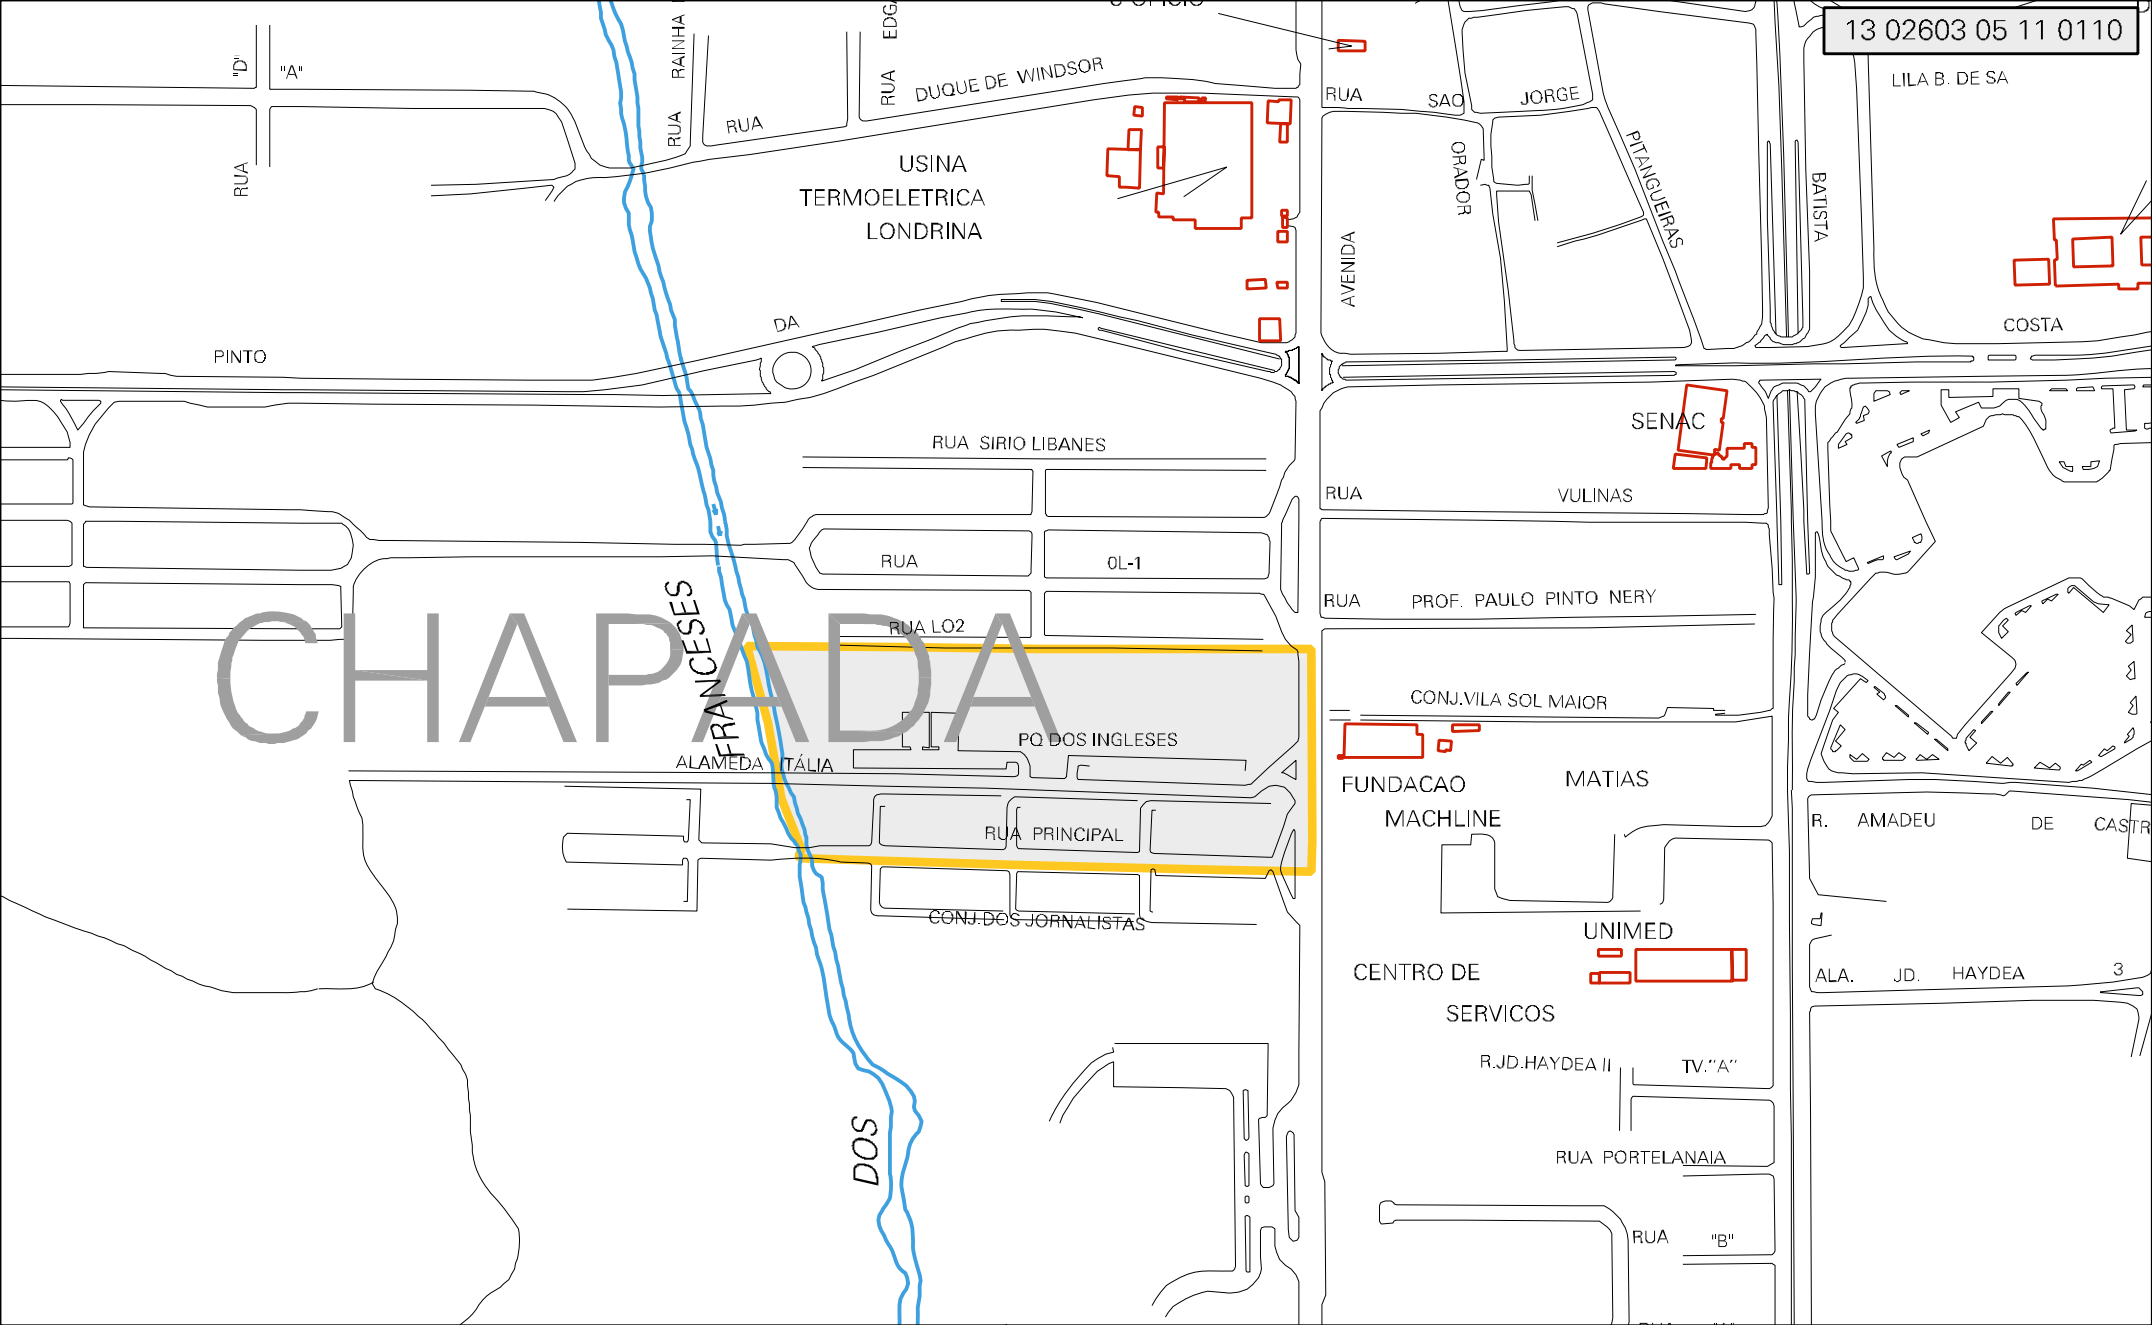 13 02603 05 11 0110
LILA B. DE SA
"D"
"A"
RUA
RUA RAINHA
RUA
RUA DUQUE DE WINDSOR
RUA SAO JORGE
ORADOR
PITANGUEIRAS
BATISTA
USINA
TERMOELETRICA
LONDRINA
AVENIDA
PINTO
DA
COSTA
SENAC
RUA SIRIO LIBANES
RUA VULINAS
RUA 0L-1
RUA PROF. PAULO PINTO NERY
RUA LO2
CHAPADA
FRANCESES
CONJ.VILA SOL MAIOR
PQ DOS INGLESES
ALAMEDA ITÁLIA
FUNDACAO MATIAS
MACHLINE
RUA PRINCIPAL
R. AMADEU DE CASTR
CONJ.DOS JORNALISTAS
UNIMED
CENTRO DE
SERVICOS
ALA. JD. HAYDEA 3
R.JD.HAYDEA II
TV."A"
DOS
RUA PORTELANAIA
RUA "B"